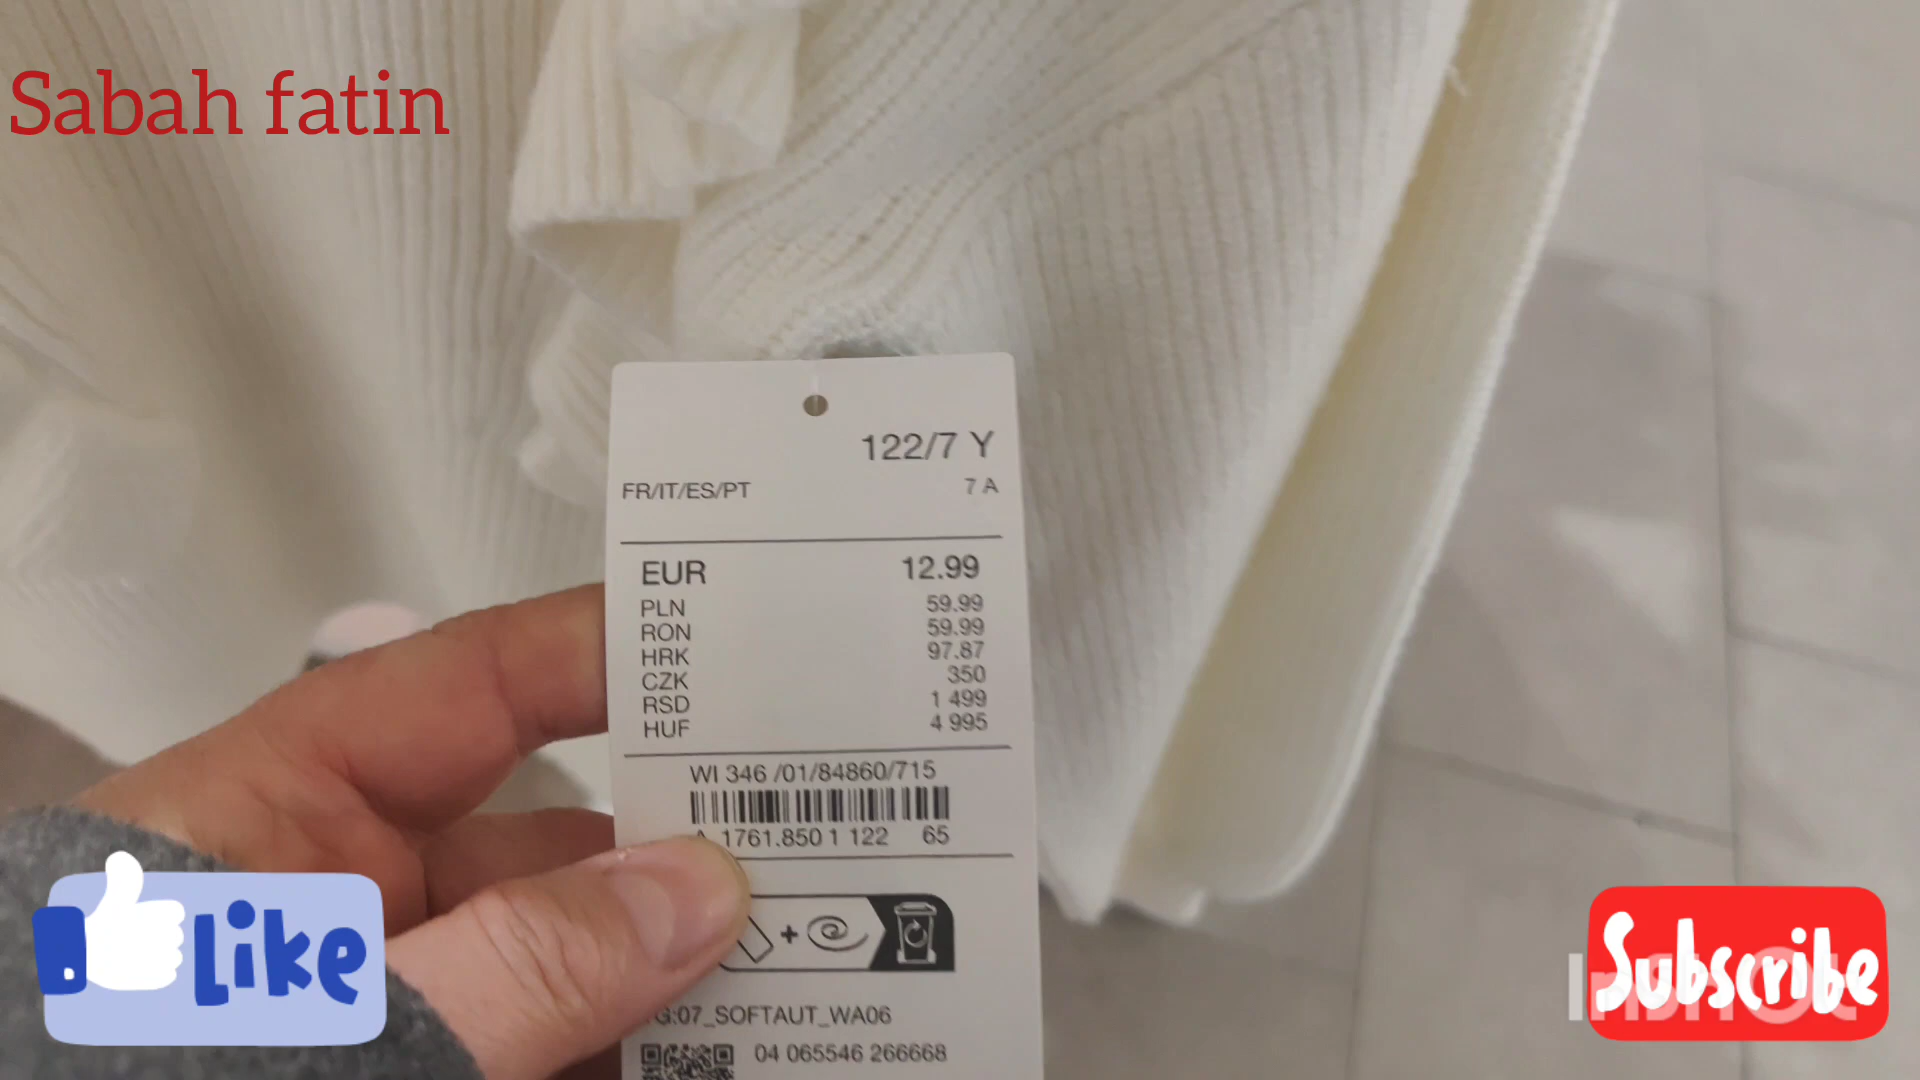 Sabah fatin
122/7 Y
FR/IT/ES/PT 7 A
EUR 12.99
PLN 59.99
RON 59.99
HRK 97.87
CZK 350
RSD 1 499
HUF 4 995
WI 346 /01/84860/715
1761.850 1 122 65
+
G:07_SOFTAUT_WA06
04 065546 266668
Like
Subscribe
InShOt